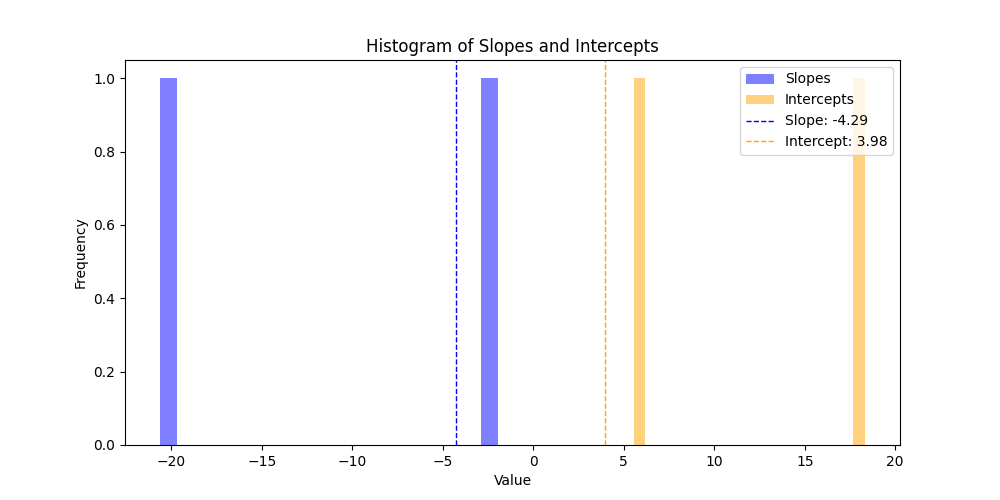 Histogram of Slopes and Intercepts
Slopes
Intercepts
Slope: -4.29
Intercept: 3.98
1.0
0.8
0.6
0.4
0.2
0.0
Frequency
−20
−15
−10
−5
0
5
10
15
20
Value